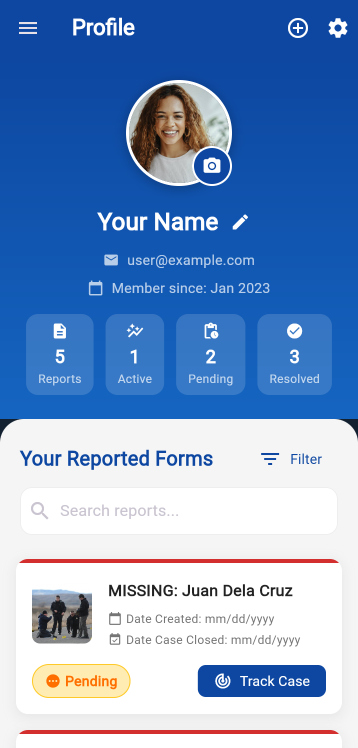 Profile
Your Name
user@example.com
Member since: Jan 2023
5 1 2 3
Reports Active Pending Resolved
Your Reported Forms Filter
Search reports...
MISSING: Juan Dela Cruz
Date Created: mm/dd/yyyy
Date Case Closed: mm/dd/yyyy
Pending Track Case